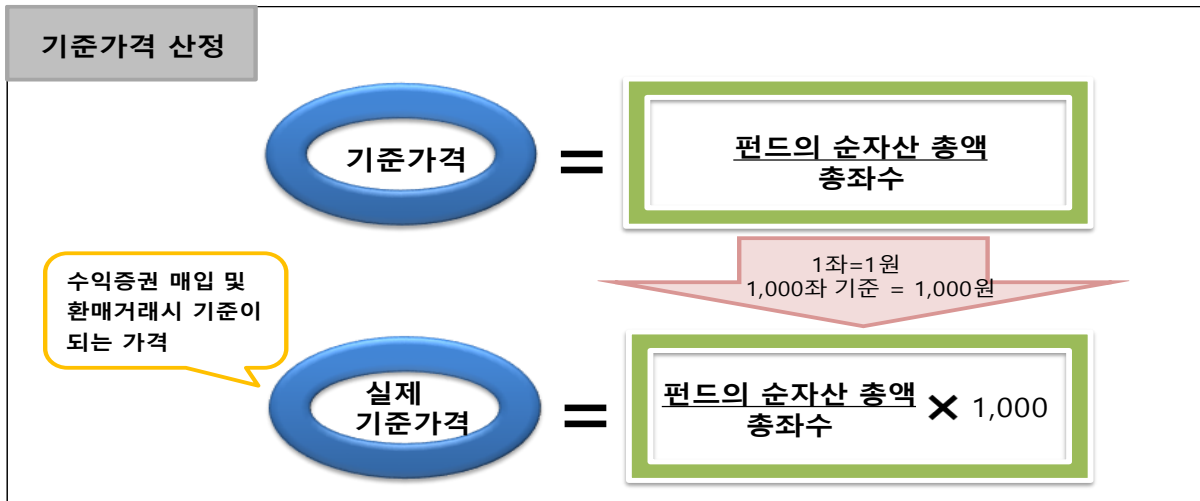 기준가격 산정
기준가격
=
펀드의 순자산 총액
총좌수
1좌=1원
1,000좌 기준 = 1,000원
수익증권 매입 및
환매거래시 기준이
되는 가격
실제
기준가격
=
펀드의 순자산 총액
총좌수
× 1,000